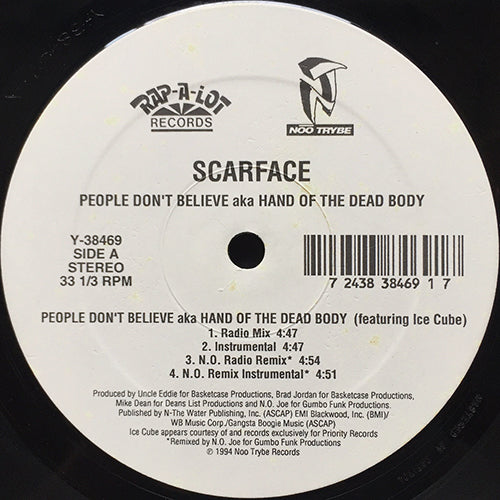 RAP-A-LOT
RECORDS
NOO TRYBE
SCARFACE
PEOPLE DON'T BELIEVE aka HAND OF THE DEAD BODY
Y-38469
SIDE A
STEREO
33 1/3 RPM
7 2438 38469 1 7
PEOPLE DON'T BELIEVE aka HAND OF THE DEAD BODY (featuring Ice Cube)
1. Radio Mix 4:47
2. Instrumental 4:47
3. N.O. Radio Remix* 4:54
4. N.O. Remix Instrumental* 4:51
Produced by Uncle Eddie for Basketcase Productions, Brad Jordan for Basketcase Productions,
Mike Dean for Deans List Productions and N.O. Joe for Gumbo Funk Productions.
Published by N-The Water Publishing, Inc. (ASCAP) EMI Blackwood, Inc. (BMI)/
WB Music Corp./Gangsta Boogie Music (ASCAP)
Ice Cube appears courtesy of and records exclusively for Priority Records
*Remixed by N.O. Joe for Gumbo Funk Productions
℗ 1994 Noo Trybe Records